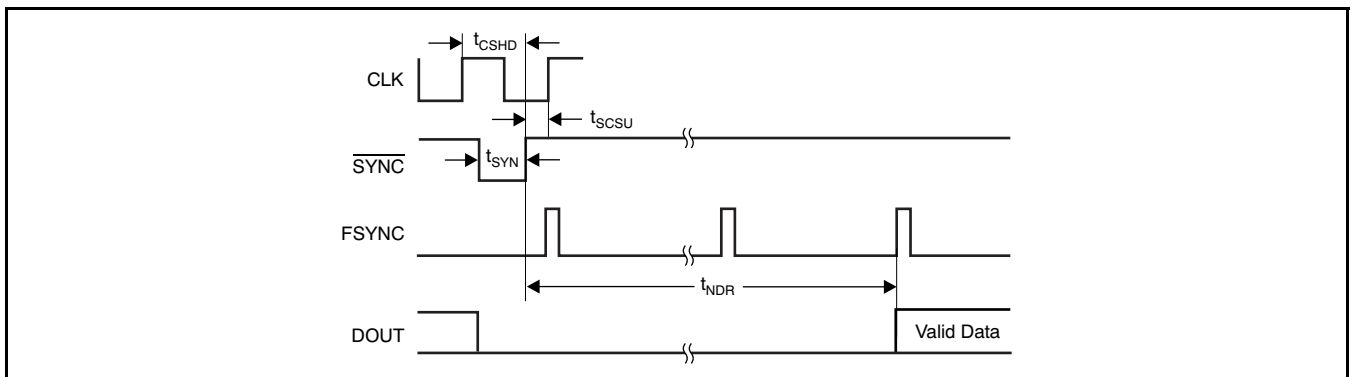 tCSHD
CLK
tSCSU
SYNC
tSYN
FSYNC
tNDR
DOUT
Valid Data